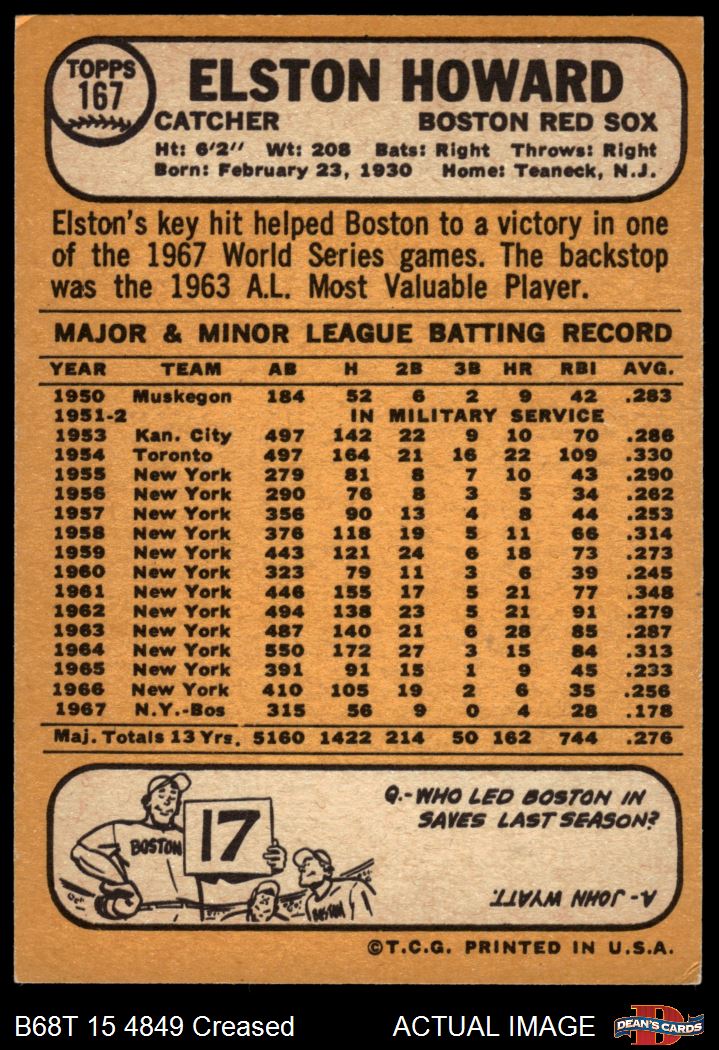 TOPPS
167
ELSTON HOWARD
CATCHER BOSTON RED SOX
Ht: 6'2" Wt: 208 Bats: Right Throws: Right
Born: February 23, 1930 Home: Teaneck, N.J.
Elston's key hit helped Boston to a victory in one
of the 1967 World Series games. The backstop
was the 1963 A.L. Most Valuable Player.
MAJOR & MINOR LEAGUE BATTING RECORD
YEAR TEAM AB H 2B 3B HR RBI AVG.
1950 Muskegon 184 52 6 2 9 42 .283
1951-2 IN MILITARY SERVICE
1953 Kan. City 497 142 22 9 10 70 .286
1954 Toronto 497 164 21 16 22 109 .330
1955 New York 279 81 8 7 10 43 .290
1956 New York 290 76 8 3 5 34 .262
1957 New York 356 90 13 4 8 44 .253
1958 New York 376 118 19 5 11 66 .314
1959 New York 443 121 24 6 18 73 .273
1960 New York 323 79 11 3 6 39 .245
1961 New York 446 155 17 5 21 77 .348
1962 New York 494 138 23 5 21 91 .279
1963 New York 487 140 21 6 28 85 .287
1964 New York 550 172 27 3 15 84 .313
1965 New York 391 91 15 1 9 45 .233
1966 New York 410 105 19 2 6 35 .256
1967 N.Y.-Bos 315 56 9 0 4 28 .178
Maj. Totals 13 Yrs. 5160 1422 214 50 162 744 .276
BOSTON
17
BOSTON
Q.-WHO LED BOSTON IN
SAVES LAST SEASON?
A.- JOHN WYATT.
©T.C.G. PRINTED IN U.S.A.
B68T 15 4849 Creased ACTUAL IMAGE
D
DEAN'S CARDS